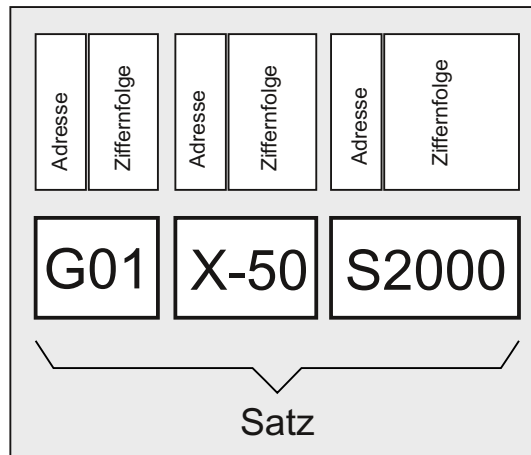 Adresse
Ziffernfolge
Adresse
Ziffernfolge
Adresse
Ziffernfolge
G01
X-50
S2000
Satz